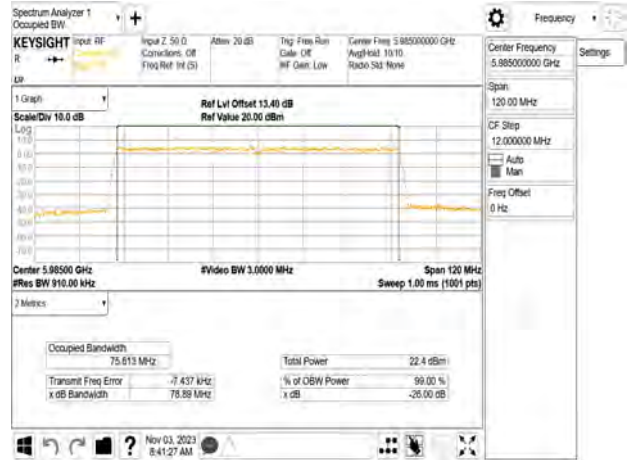 Spectrum Analyzer 1
Occupied BW
Frequency
KEYSIGHT Input: RF
R
Input Z: 50 Ω
Corrections: Off
Freq Ref: Int (S)
Atten: 20 dB
Trig: Free Run
Gate: Off
#IF Gain: Low
Center Freq: 5.985000000 GHz
Avg|Hold: 10/10
Radio Std: None
Center Frequency
5.985000000 GHz
Settings
Span
120.00 MHz
CF Step
12.000000 MHz
Auto
Man
Freq Offset
0 Hz
1 Graph
Scale/Div 10.0 dB
Ref Lvl Offset 13.40 dB
Ref Value 20.00 dBm
Log
Center 5.98500 GHz
#Res BW 910.00 kHz
#Video BW 3.0000 MHz
Span 120 MHz
Sweep 1.00 ms (1001 pts)
2 Metrics
Occupied Bandwidth
75.613 MHz
Total Power 22.4 dBm
Transmit Freq Error -7.437 kHz
% of OBW Power 99.00 %
x dB Bandwidth 78.89 MHz
x dB -26.00 dB
?
Nov 03, 2023
8:41:27 AM